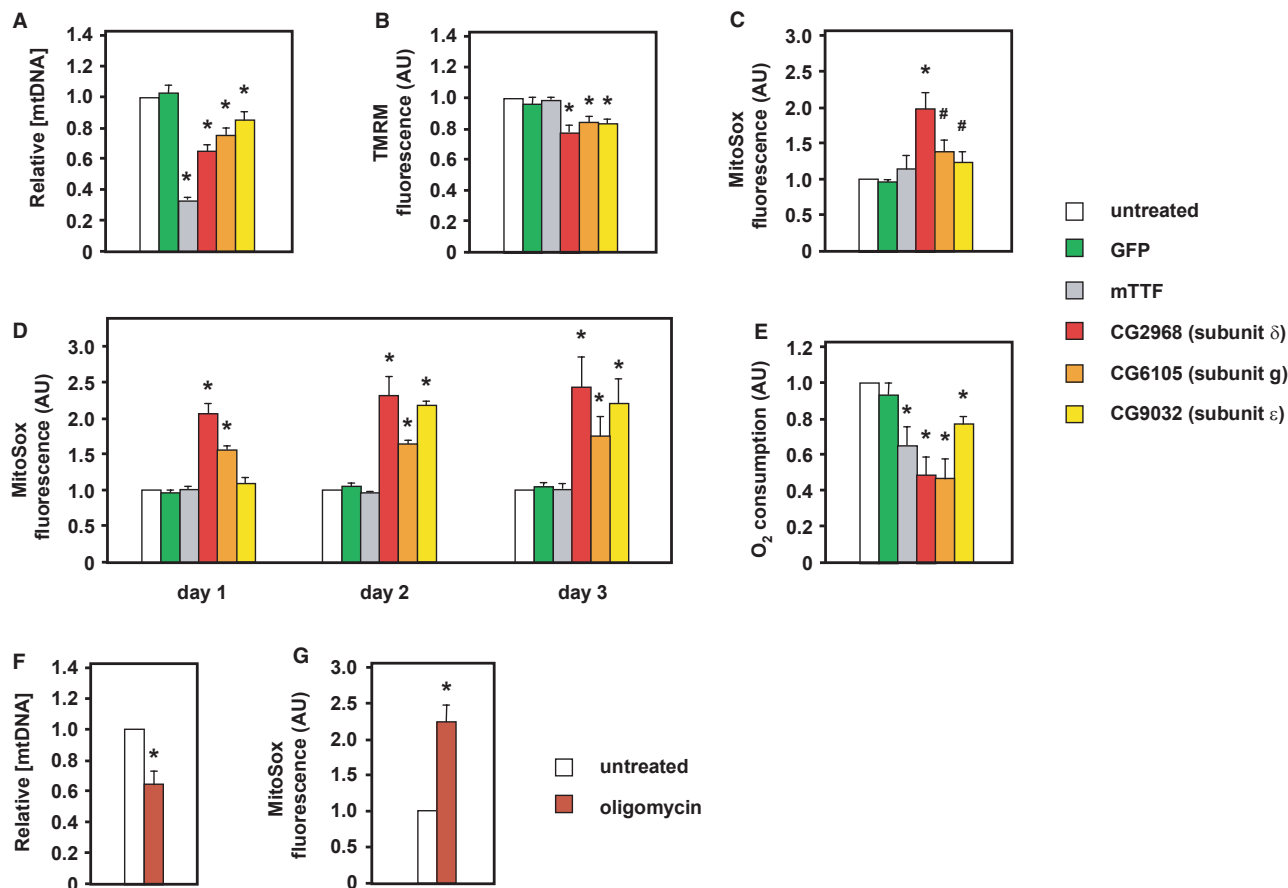 A
Relative [mtDNA]
1.4
1.2
1.0
0.8
0.6
0.4
0.2
0
*
*
*
*
B
TMRM
fluorescence (AU)
1.4
1.2
1.0
0.8
0.6
0.4
0.2
0
* * *
C
MitoSox
fluorescence (AU)
3.0
2.5
2.0
1.5
1.0
0.5
0
*
#
#
untreated
GFP
mTTF
CG2968 (subunit δ)
CG6105 (subunit g)
CG9032 (subunit ε)
D
MitoSox
fluorescence (AU)
3.0
2.5
2.0
1.5
1.0
0.5
0
*
*
*
*
*
*
*
*
day 1
day 2
day 3
E
O2 consumption (AU)
1.2
1.0
0.8
0.6
0.4
0.2
0
*
*
*
*
F
Relative [mtDNA]
1.4
1.2
1.0
0.8
0.6
0.4
0.2
0
*
G
MitoSox
fluorescence (AU)
3.0
2.5
2.0
1.5
1.0
0.5
0
*
untreated
oligomycin